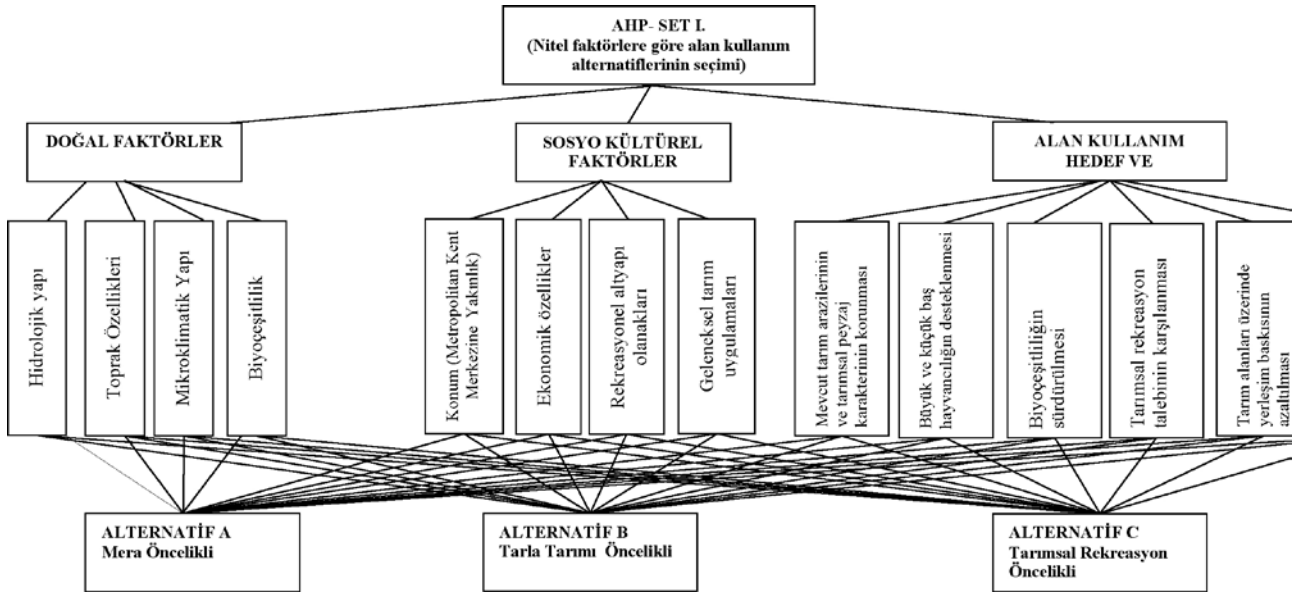 AHP- SET I.
(Nitel faktörlere göre alan kullanım
alternatiflerinin seçimi)
DOĞAL FAKTÖRLER
SOSYO KÜLTÜREL
FAKTÖRLER
ALAN KULLANIM
HEDEF VE
Hidrolojik yapı
Toprak Özellikleri
Mikroklimatik Yapı
Biyoçeşitlilik
Konum (Metropolitan Kent
Merkezine Yakınlık)
Ekonomik özellikler
Rekreasyonel altyapı
olanakları
Geleneksel tarım
uygulamaları
Mevcut tarım arazilerinin
ve tarımsal peyzaj
karakterinin korunması
Büyük ve küçük baş
hayvancılığın desteklenmesi
Biyoçeşitliliğin
sürdürülmesi
Tarımsal rekreasyon
talebinin karşılanması
Tarım alanları üzerinde
yerleşim baskısının
azaltılması
ALTERNATİF A
Mera Öncelikli
ALTERNATİF B
Tarla Tarımı Öncelikli
ALTERNATİF C
Tarımsal Rekreasyon
Öncelikli